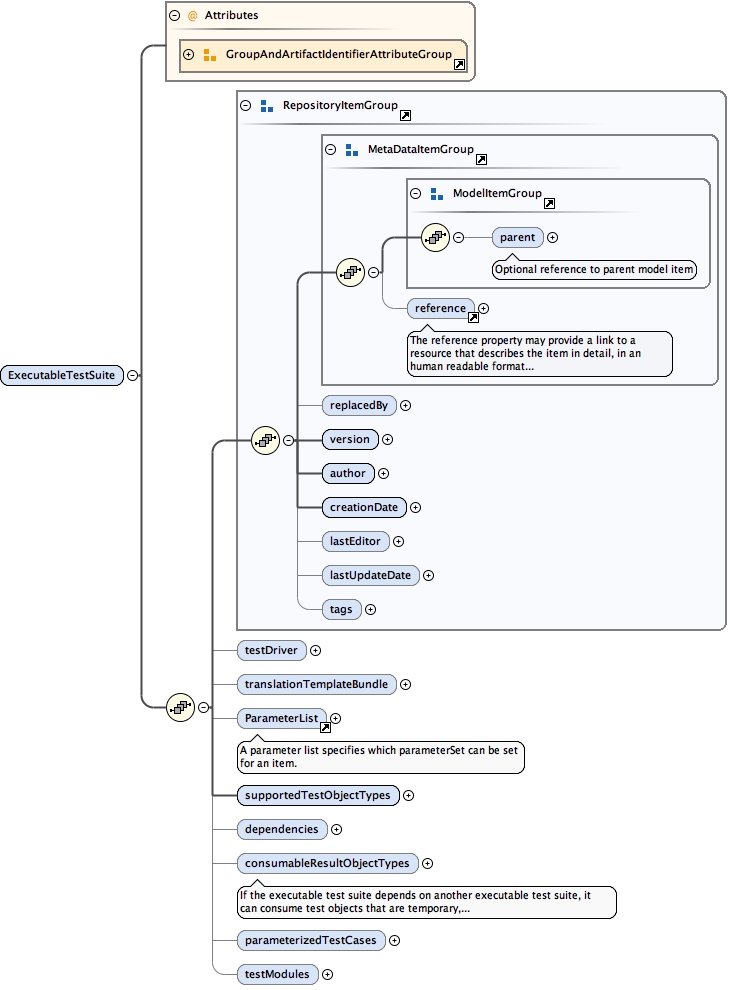 @ Attributes
GroupAndArtifactIdentifierAttributeGroup
RepositoryItemGroup
MetaDataItemGroup
ModelItemGroup
parent
Optional reference to parent model item
reference
The reference property may provide a link to a
resource that describes the item in detail, in an
human readable format...
ExecutableTestSuite
replacedBy
version
author
creationDate
lastEditor
lastUpdateDate
tags
testDriver
translationTemplateBundle
ParameterList
A parameter list specifies which parameterSet can be set
for an item.
supportedTestObjectTypes
dependencies
consumableResultObjectTypes
If the executable test suite depends on another executable test suite, it
can consume test objects that are temporary,...
parameterizedTestCases
testModules